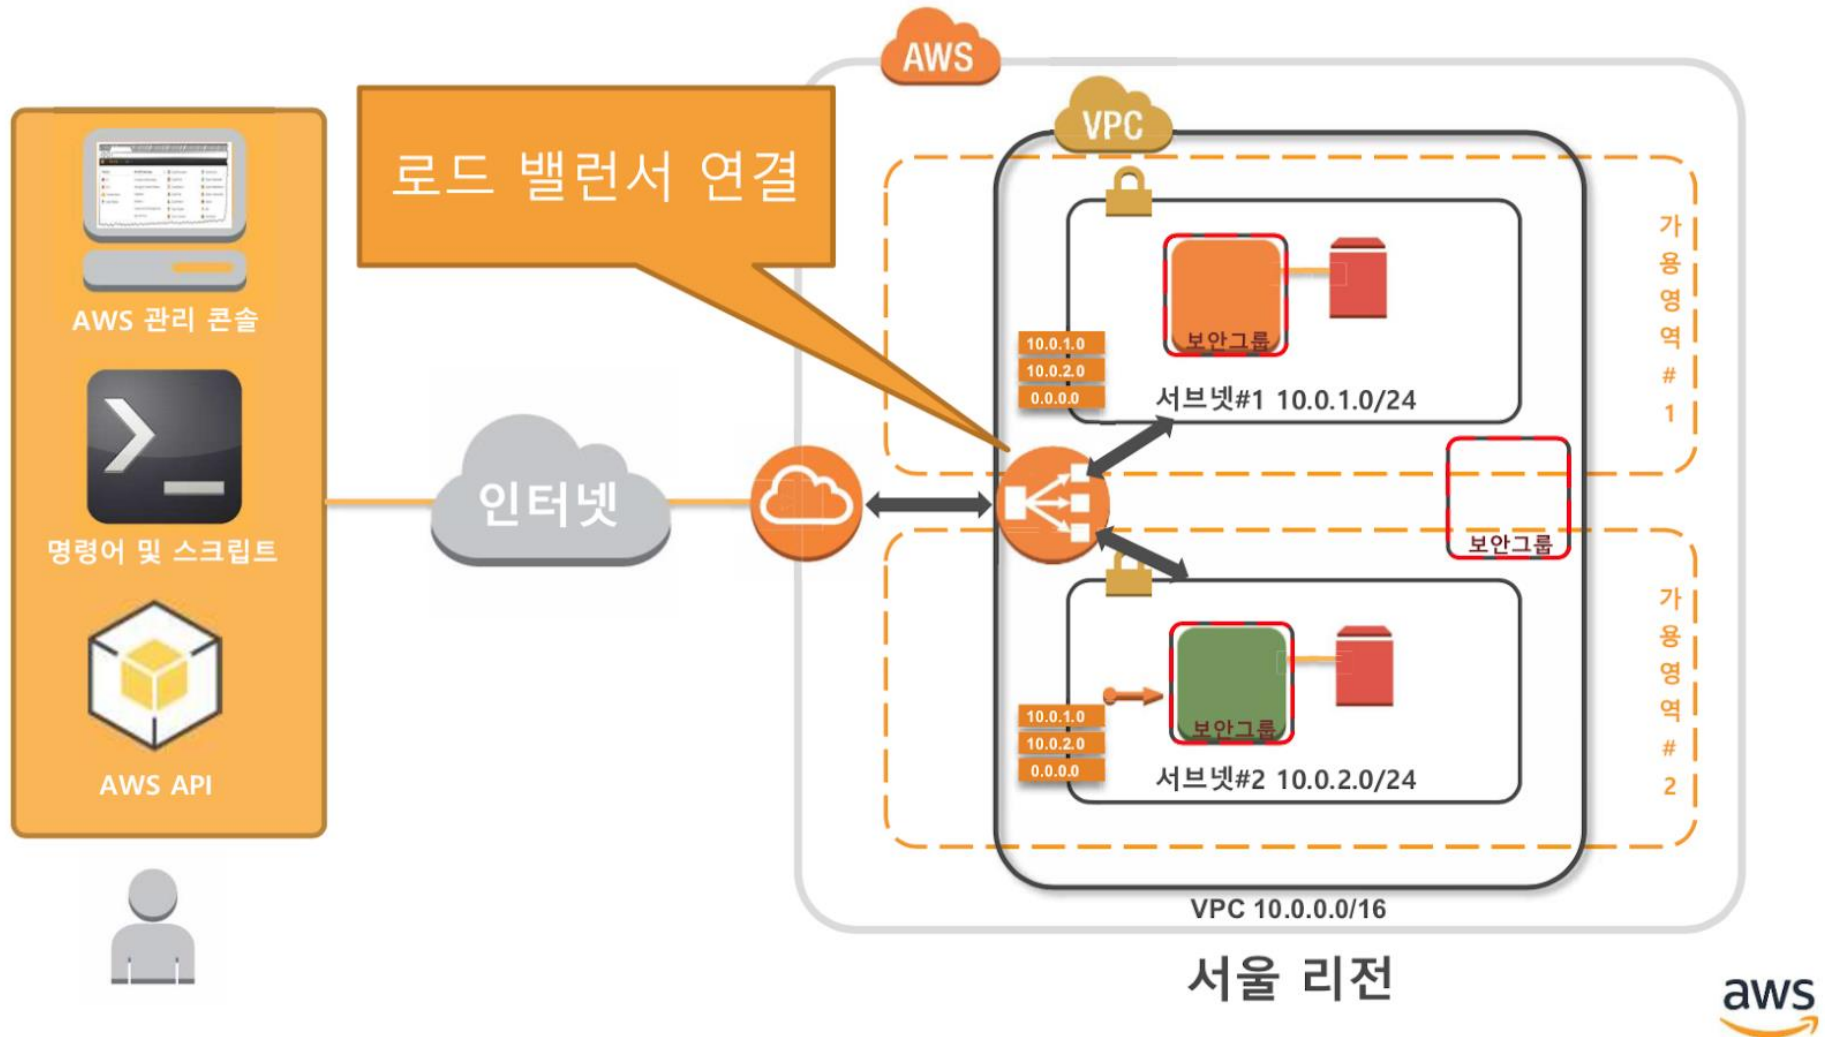 AWS
VPC
로드 밸런서 연결
AWS 관리 콘솔
명령어 및 스크립트
AWS API
인터넷
보안그룹
10.0.1.0
10.0.2.0
0.0.0.0
서브넷#1 10.0.1.0/24
가용영역#1
보안그룹
보안그룹
10.0.1.0
10.0.2.0
0.0.0.0
서브넷#2 10.0.2.0/24
가용영역#2
VPC 10.0.0.0/16
서울 리전
aws